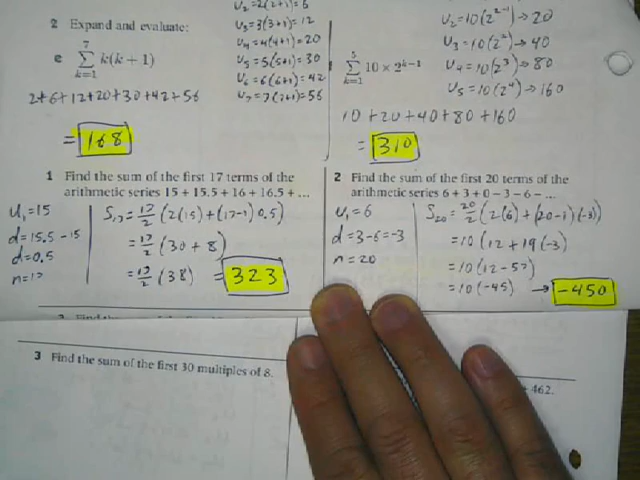 2 Expand and evaluate:
U₂=2(2+1)=6
e ∑ k=1 7 k(k + 1)
U₃=3(3+1)=12
U₄=4(4+1)=20
U₅=5(5+1)=30
U₆=6(6+1)=42
U₇=7(7+1)=56
2+6+12+20+30+42+56
= 168
∑ k=1 5 10 × 2^(k-1)
U₂=10(2²⁻¹)→20
U₃=10(2²)→40
U₄=10(2³)→80
U₅=10(2⁴)→160
10+20+40+80+160
= 310
1 Find the sum of the first 17 terms of the
arithmetic series 15 + 15.5 + 16 + 16.5 + ...
U₁=15
d=15.5-15
d=0.5
n=17
S₁₇=17/2(2(15)+(17-1)0.5)
=17/2(30+8)
=17/2(38) = 323
2 Find the sum of the first 20 terms of the
arithmetic series 6 + 3 + 0 – 3 – 6 – ...
U₁=6
d=3-6=-3
n=20
S₂₀=20/2(2(6)+(20-1)(-3))
=10(12+19(-3)
=10(12-57)
=10(-45) → -450
3 Find the sum of the first 30 multiples of 8.
+ 462.